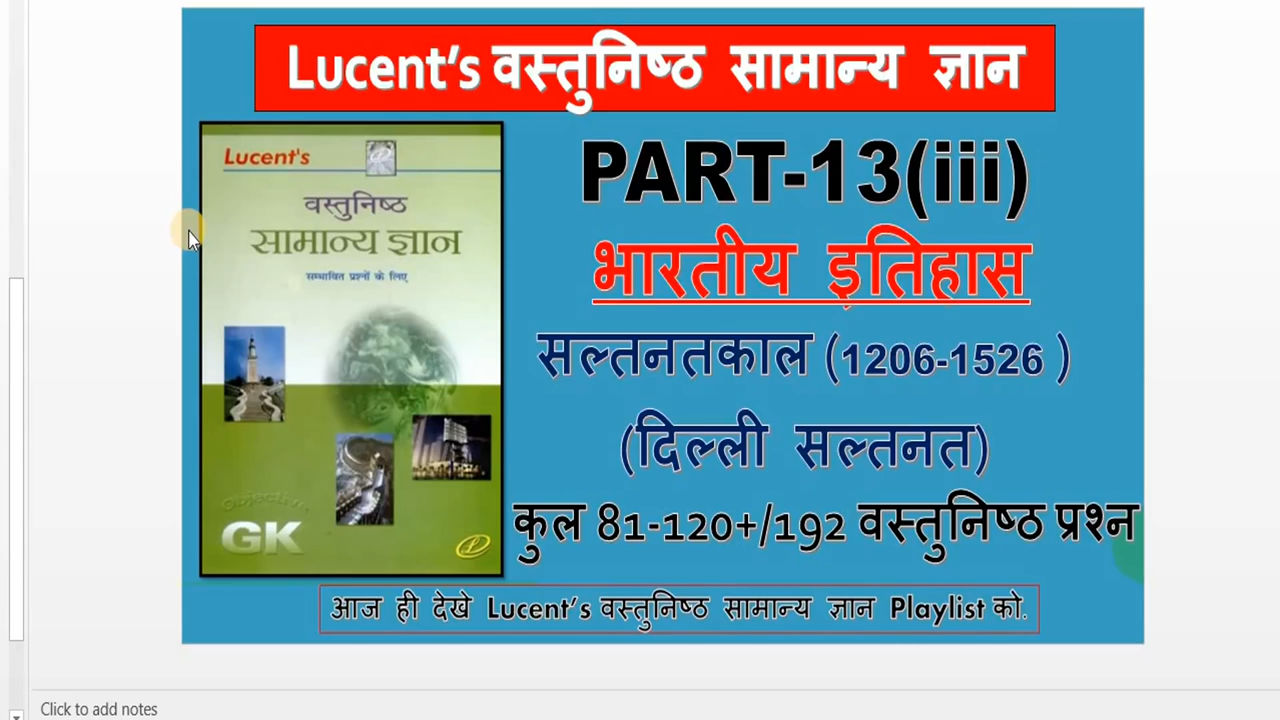 Lucent's वस्तुनिष्ठ सामान्य ज्ञान
Lucent's
वस्तुनिष्ठ
सामान्य ज्ञान
सम्भावित प्रश्नों के लिए
Objective
GK
PART-13(iii)
भारतीय इतिहास
सल्तनतकाल (1206-1526 )
(दिल्ली सल्तनत)
कुल 81-120+/192 वस्तुनिष्ठ प्रश्न
आज ही देखे Lucent's वस्तुनिष्ठ सामान्य ज्ञान Playlist को.
Click to add notes